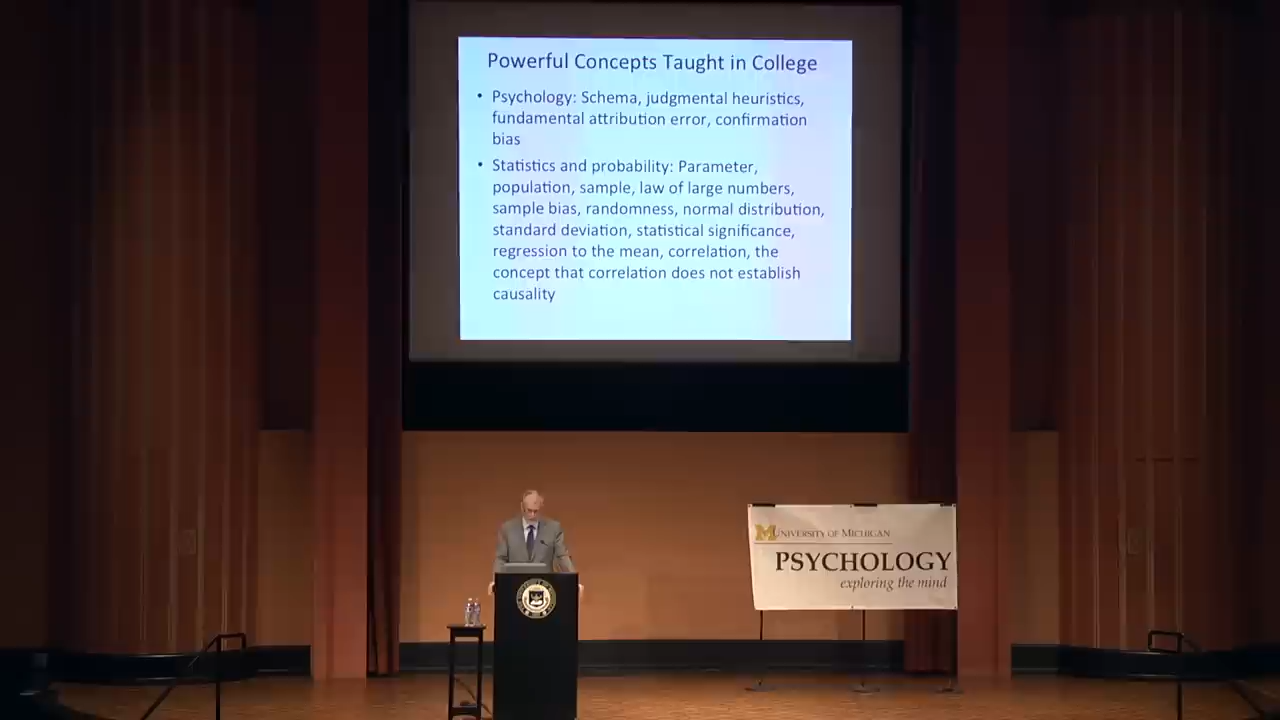 Powerful Concepts Taught in College
• Psychology: Schema, judgmental heuristics,
fundamental attribution error, confirmation
bias
• Statistics and probability: Parameter,
population, sample, law of large numbers,
sample bias, randomness, normal distribution,
standard deviation, statistical significance,
regression to the mean, correlation, the
concept that correlation does not establish
causality
M UNIVERSITY OF MICHIGAN
PSYCHOLOGY
exploring the mind